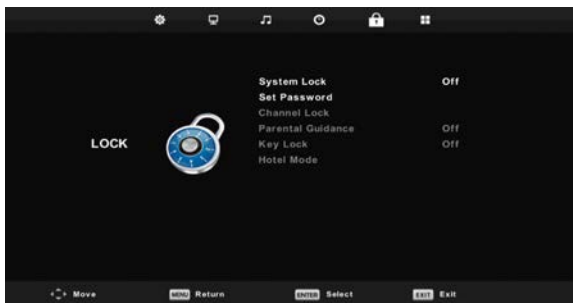 System Lock Off
Set Password
Channel Lock
Parental Guidance Off
Key Lock Off
Hotel Mode
LOCK
Move MENU Return ENTER Select EXIT Exit